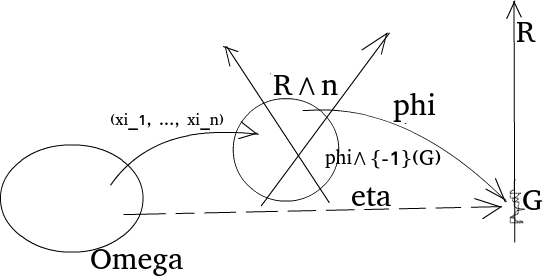 R
R∧n
phi
(xi_1, ..., xi_n)
phi∧{-1}(G)
eta
G
Omega